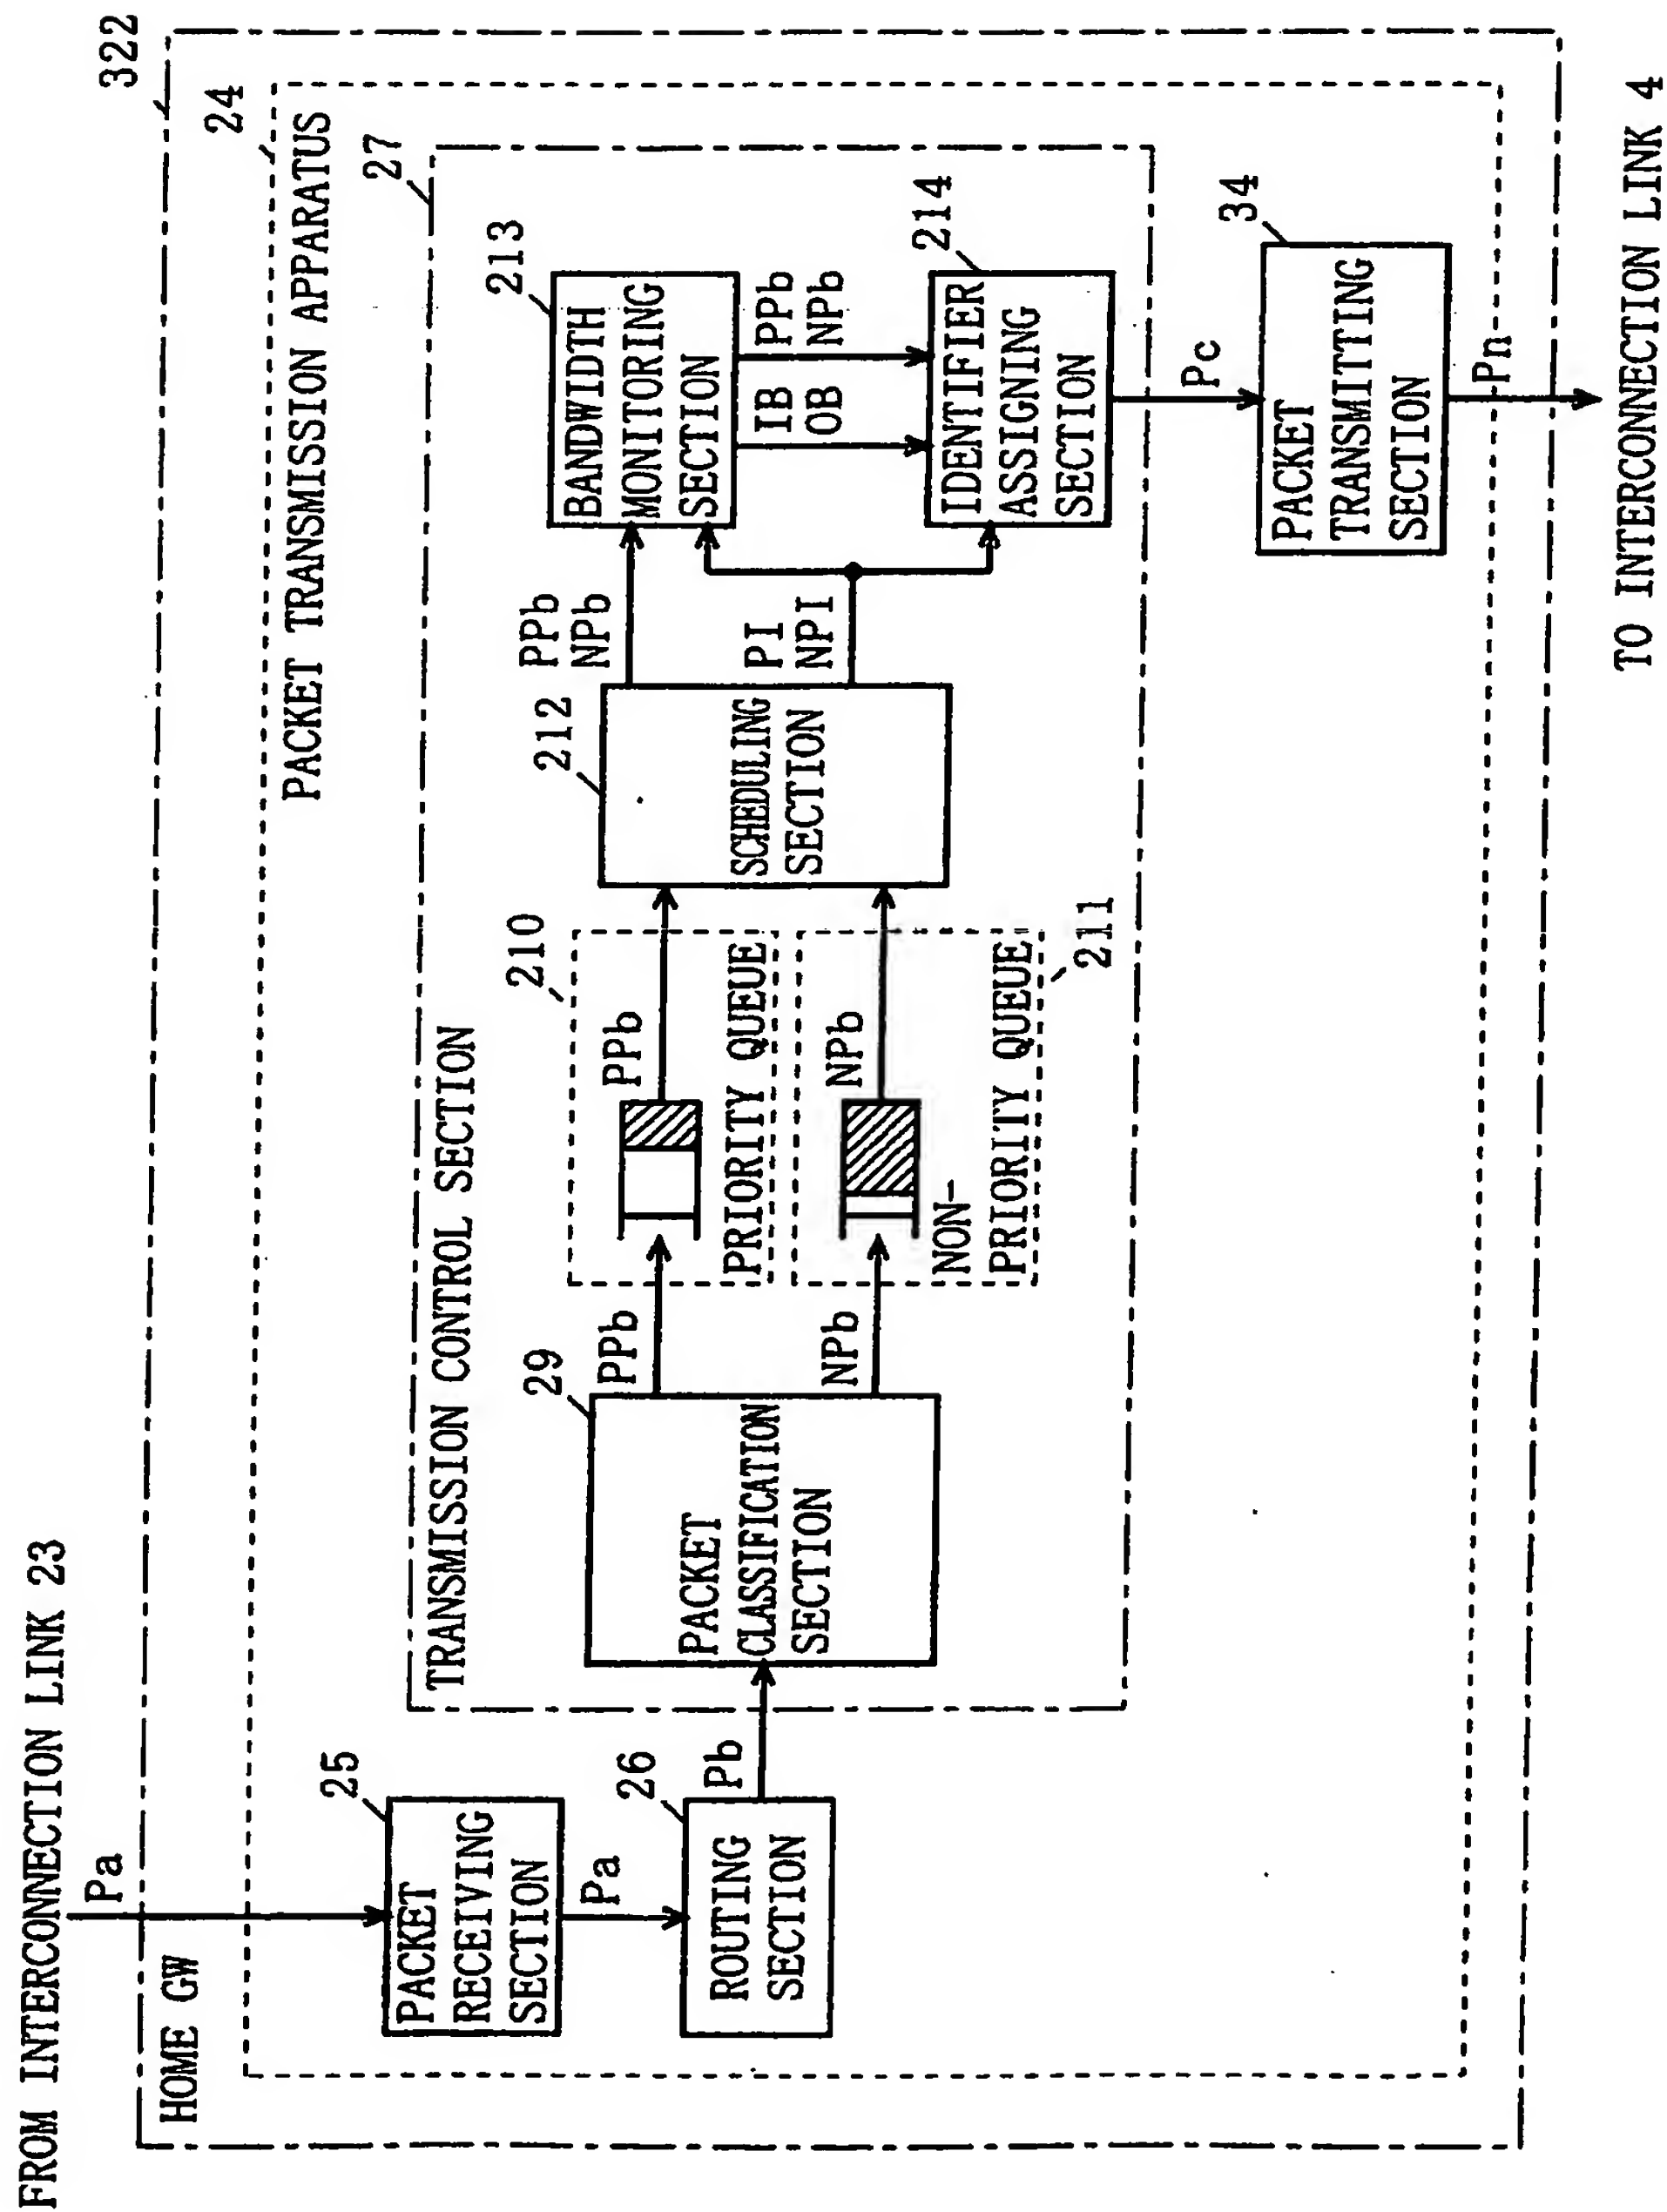 FROM INTERCONNECTION LINK 23
Pa
322
HOME GW
24
PACKET TRANSMISSION APPARATUS
25
PACKET
RECEIVING
SECTION
Pa
26
ROUTING
SECTION
Pb
27
TRANSMISSION CONTROL SECTION
29
PACKET
CLASSIFICATION
SECTION
PPb
NPb
210
PPb
PRIORITY QUEUE
NPb
NON-
PRIORITY QUEUE
211
212
SCHEDULING
SECTION
PPb
NPb
PI
NPI
213
BANDWIDTH
MONITORING
SECTION
PPb
NPb
IB
OB
214
IDENTIFIER
ASSIGNING
SECTION
Pc
34
PACKET
TRANSMITTING
SECTION
Pn
TO INTERCONNECTION LINK 4